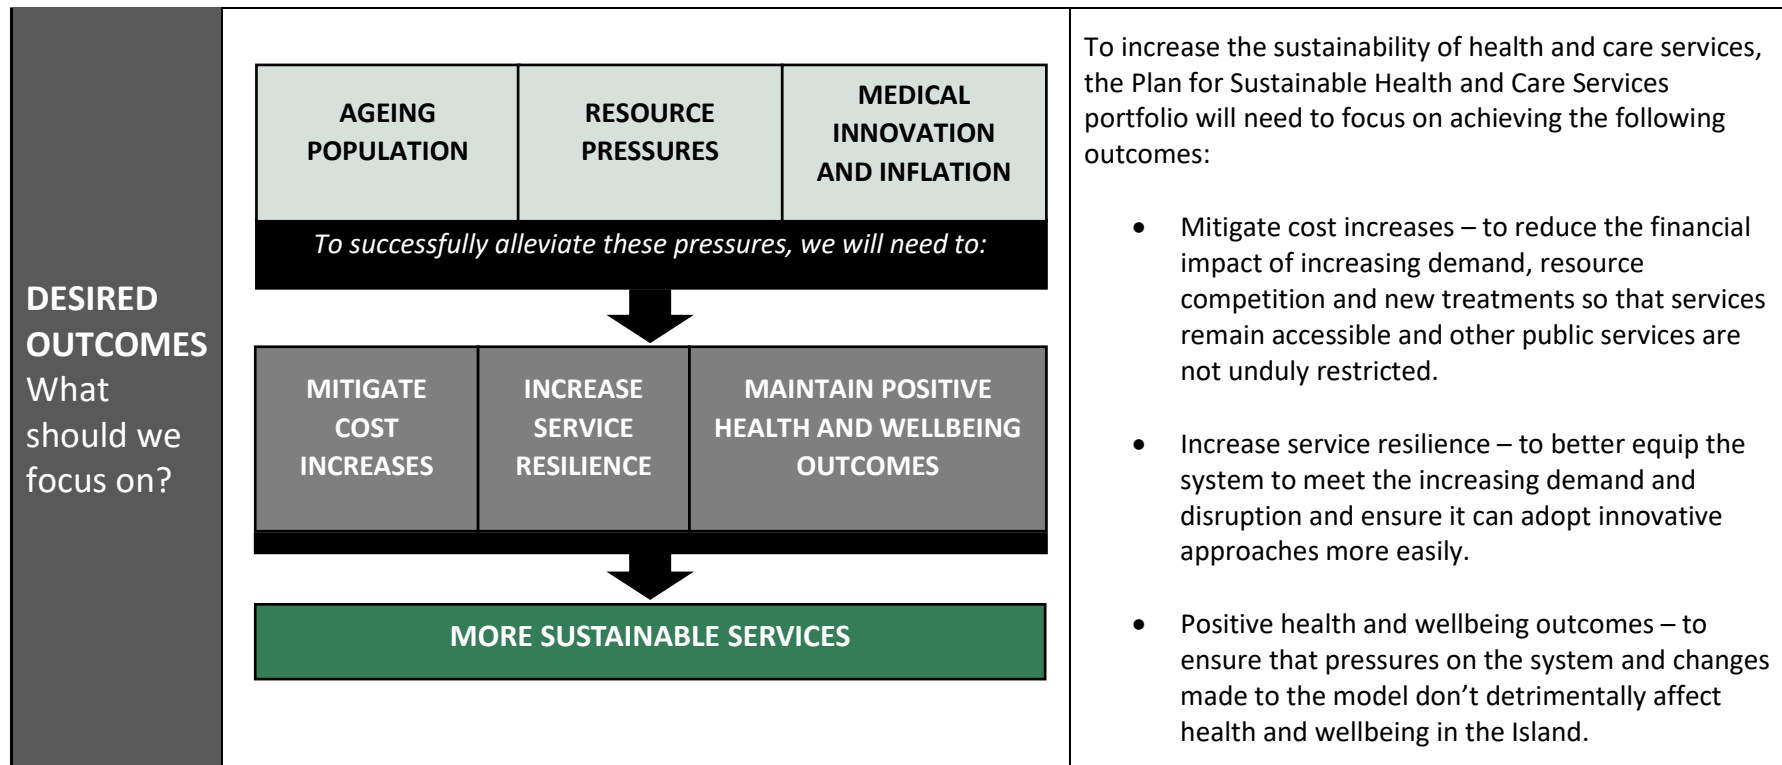 DESIRED
OUTCOMES
What
should we
focus on?
AGEING
POPULATION
RESOURCE
PRESSURES
MEDICAL
INNOVATION
AND INFLATION
To successfully alleviate these pressures, we will need to:
MITIGATE
COST
INCREASES
INCREASE
SERVICE
RESILIENCE
MAINTAIN POSITIVE
HEALTH AND WELLBEING
OUTCOMES
MORE SUSTAINABLE SERVICES
To increase the sustainability of health and care services,
the Plan for Sustainable Health and Care Services
portfolio will need to focus on achieving the following
outcomes:
• Mitigate cost increases – to reduce the financial
impact of increasing demand, resource
competition and new treatments so that services
remain accessible and other public services are
not unduly restricted.
• Increase service resilience – to better equip the
system to meet the increasing demand and
disruption and ensure it can adopt innovative
approaches more easily.
• Positive health and wellbeing outcomes – to
ensure that pressures on the system and changes
made to the model don’t detrimentally affect
health and wellbeing in the Island.